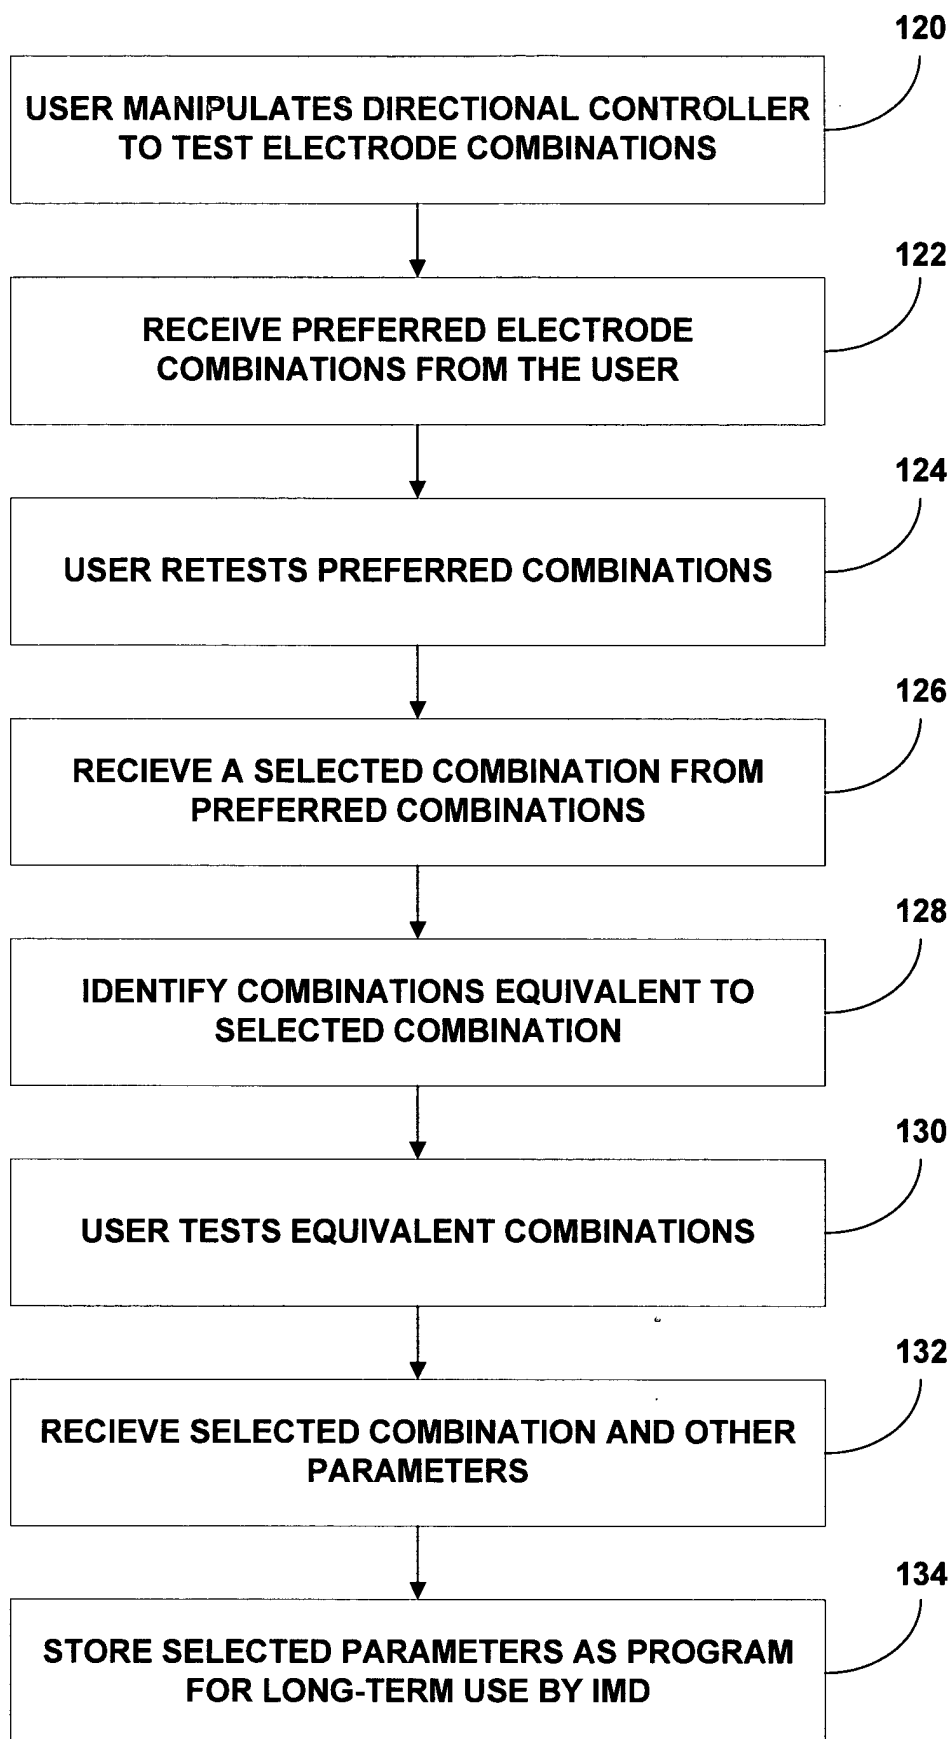 120
USER MANIPULATES DIRECTIONAL CONTROLLER
TO TEST ELECTRODE COMBINATIONS
122
RECEIVE PREFERRED ELECTRODE
COMBINATIONS FROM THE USER
124
USER RETESTS PREFERRED COMBINATIONS
126
RECIEVE A SELECTED COMBINATION FROM
PREFERRED COMBINATIONS
128
IDENTIFY COMBINATIONS EQUIVALENT TO
SELECTED COMBINATION
130
USER TESTS EQUIVALENT COMBINATIONS
132
RECIEVE SELECTED COMBINATION AND OTHER
PARAMETERS
134
STORE SELECTED PARAMETERS AS PROGRAM
FOR LONG-TERM USE BY IMD